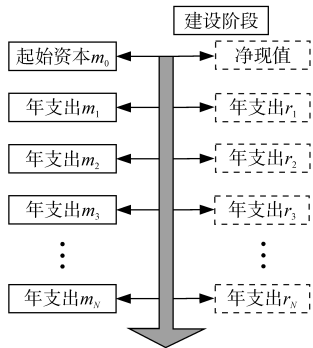 建设阶段
起始资本m₀ 净现值
年支出m₁ 年支出r₁
年支出m₂ 年支出r₂
年支出m₃ 年支出r₃
年支出m_N 年支出r_N